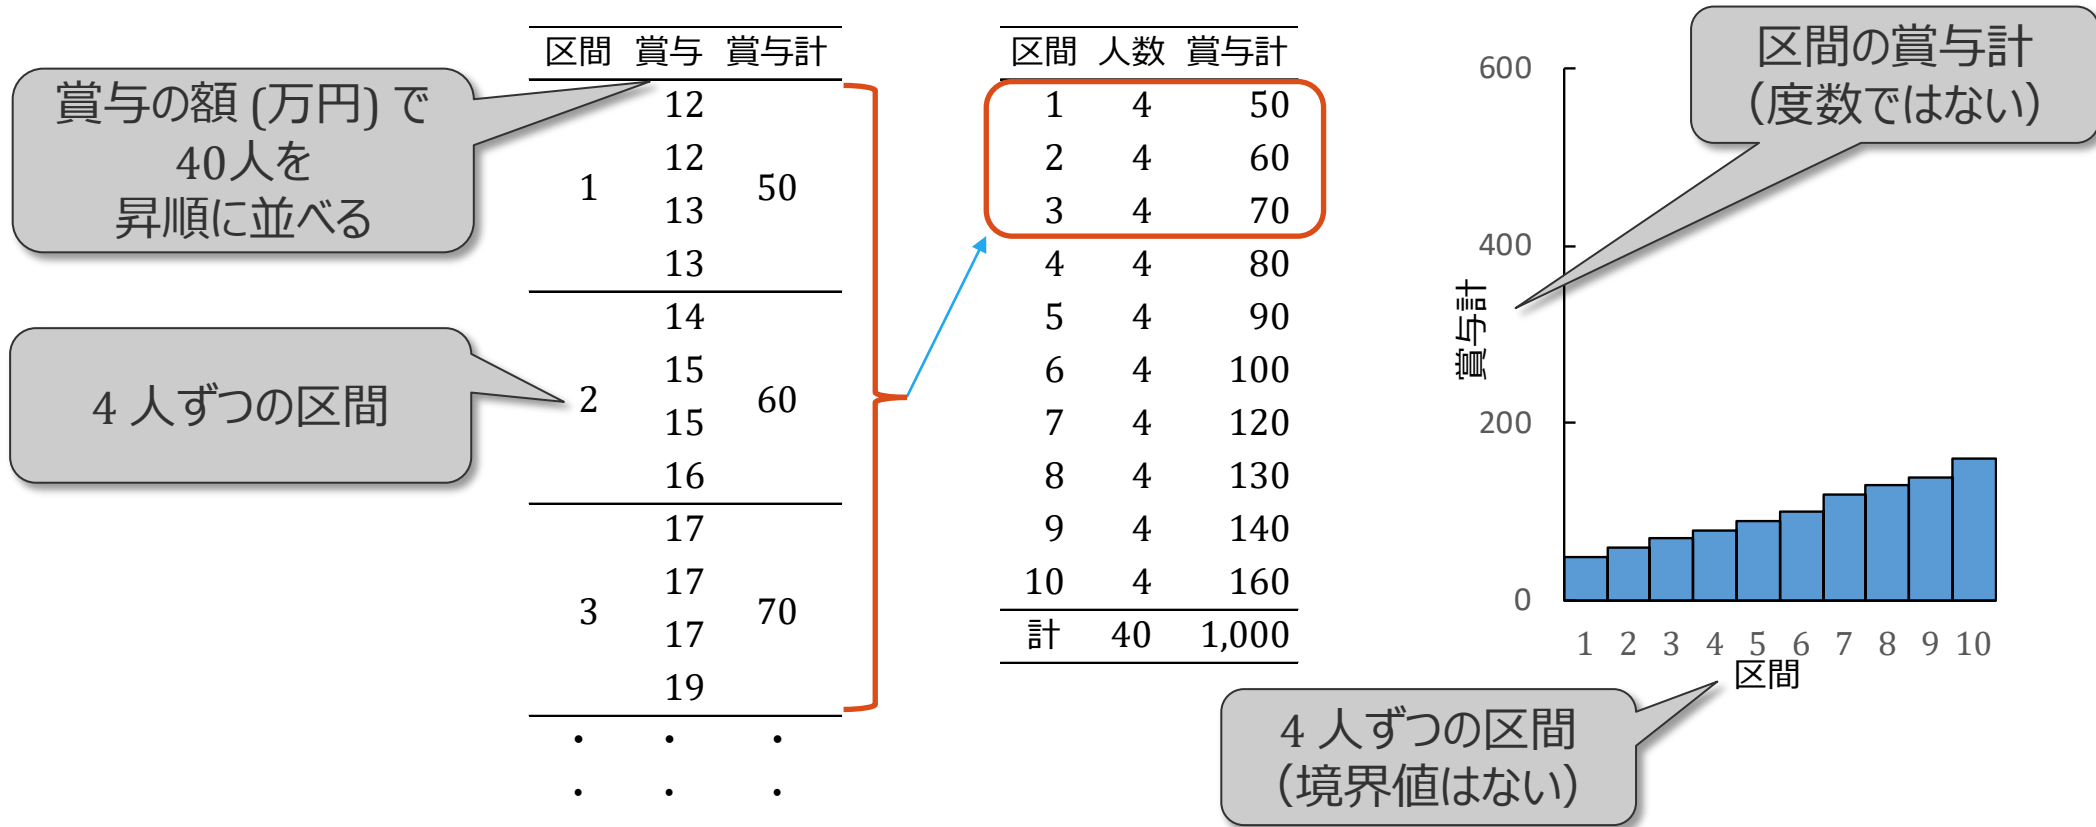 賞与の額 (万円) で
40人を
昇順に並べる
4 人ずつの区間
区間 賞与 賞与計
12
12
1 13 50
13
14
15
2 15 60
16
17
17
3 17 70
19
・ ・ ・
・ ・ ・
区間 人数 賞与計
1 4 50
2 4 60
3 4 70
4 4 80
5 4 90
6 4 100
7 4 120
8 4 130
9 4 140
10 4 160
計 40 1,000
区間の賞与計
(度数ではない)
賞与計
600
400
200
0
1 2 3 4 5 6 7 8 9 10
区間
4 人ずつの区間
(境界値はない)